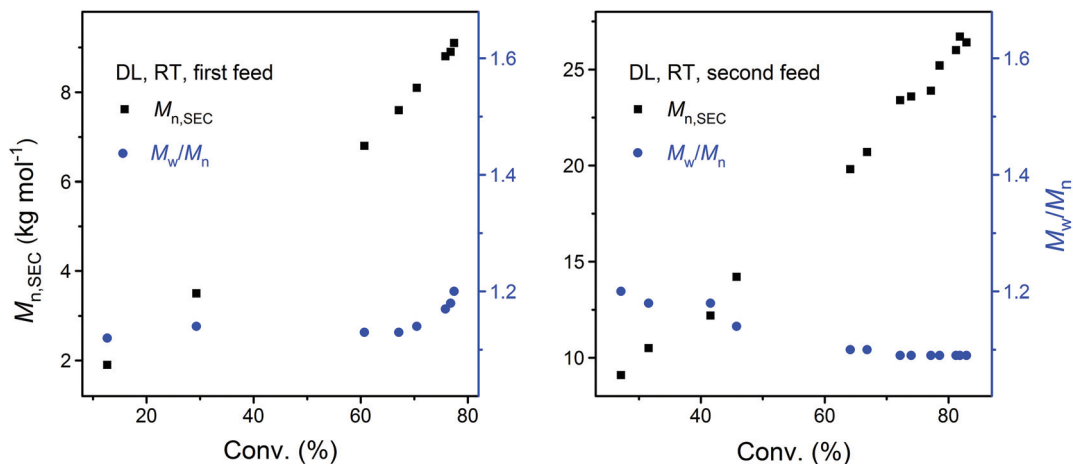 DL, RT, first feed
Mn,SEC
Mw/Mn
Mn,SEC (kg mol⁻¹)
8
6
4
2
1.6
1.4
1.2
20
40
60
80
Conv. (%)
DL, RT, second feed
Mn,SEC
Mw/Mn
25
20
15
10
1.6
1.4
1.2
Mw/Mn
40
60
80
Conv. (%)